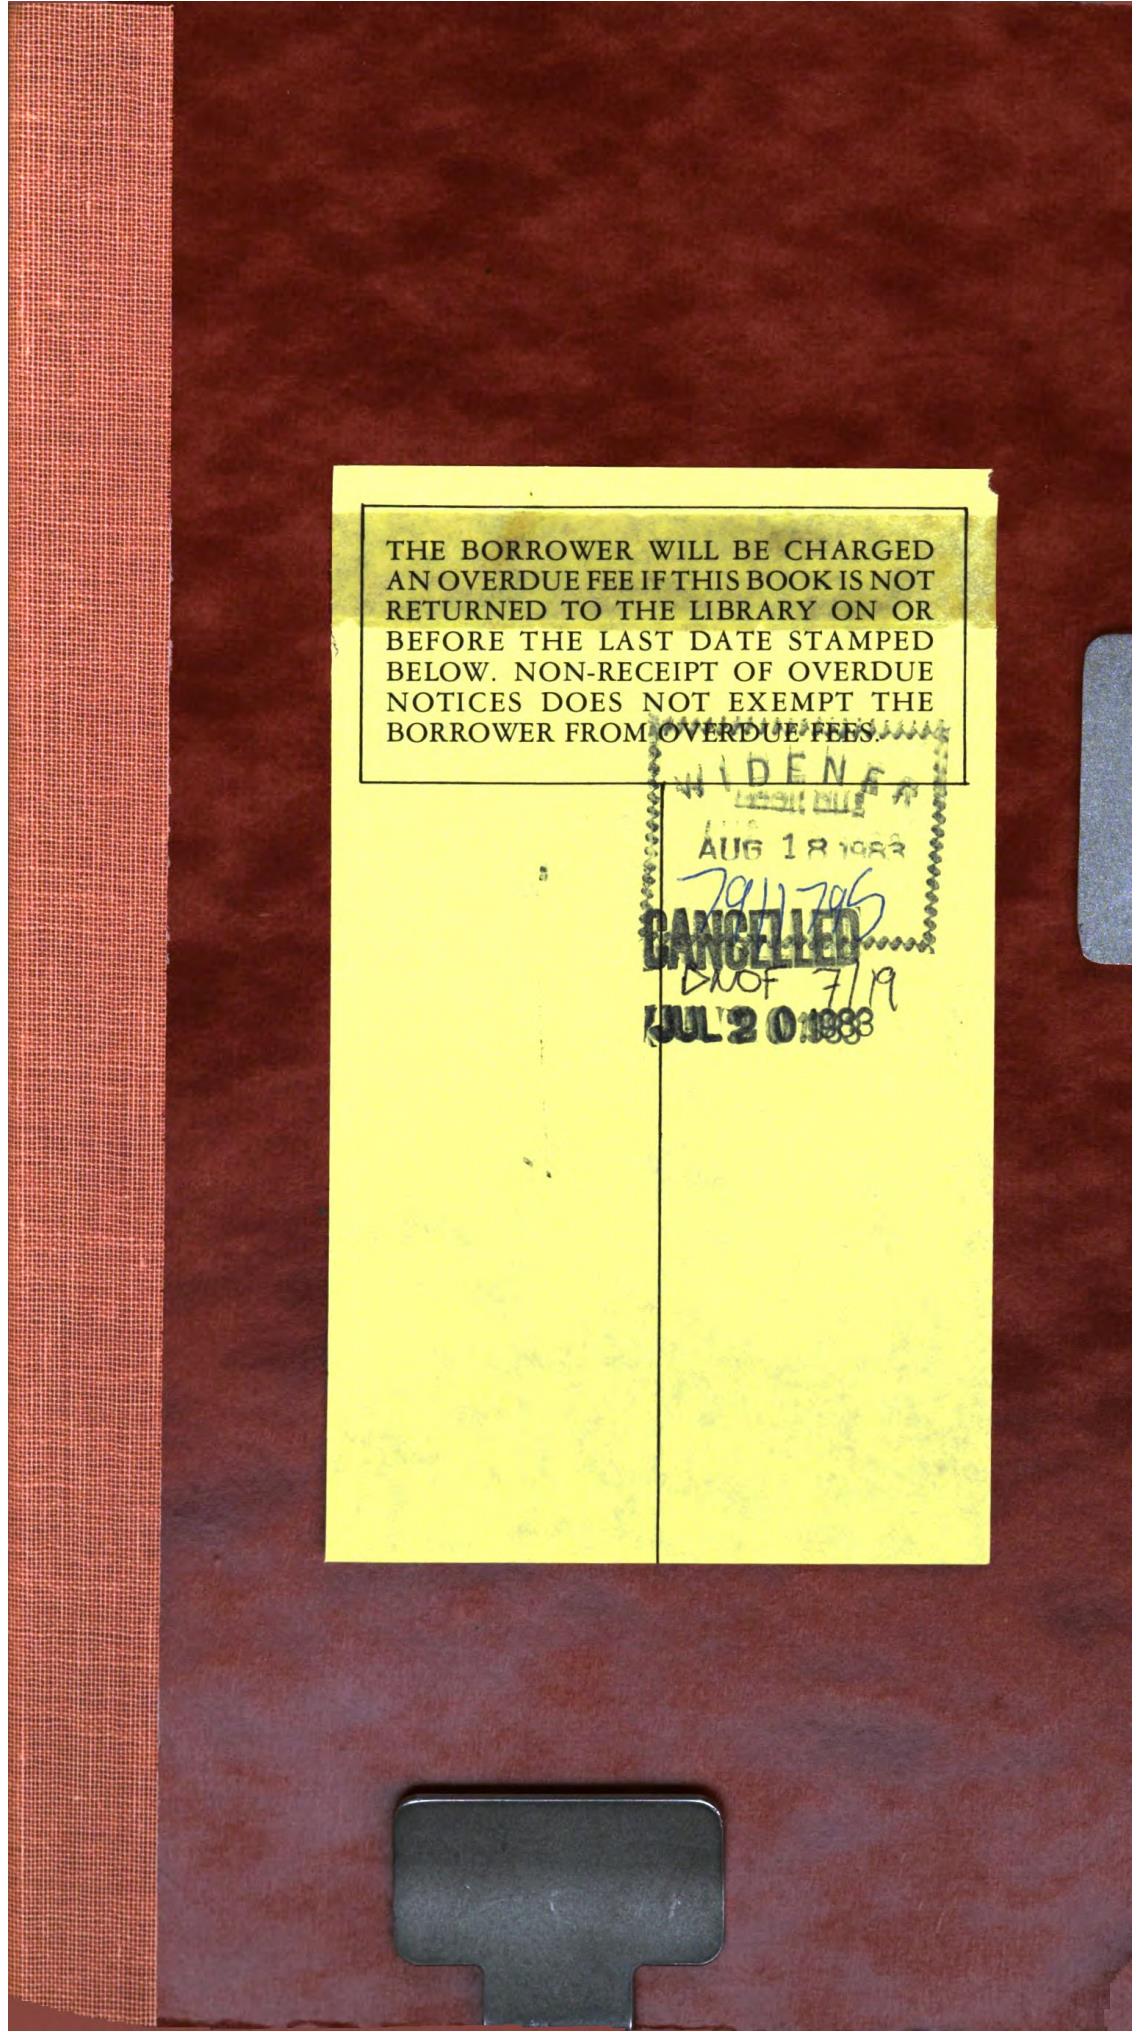 THE BORROWER WILL BE CHARGED
AN OVERDUE FEE IF THIS BOOK IS NOT
RETURNED TO THE LIBRARY ON OR
BEFORE THE LAST DATE STAMPED
BELOW. NON-RECEIPT OF OVERDUE
NOTICES DOES NOT EXEMPT THE
BORROWER FROM OVERDUE FEES.
WIDENER
AUG 18 1983
CANCELLED
7/19
JUL 20 1983